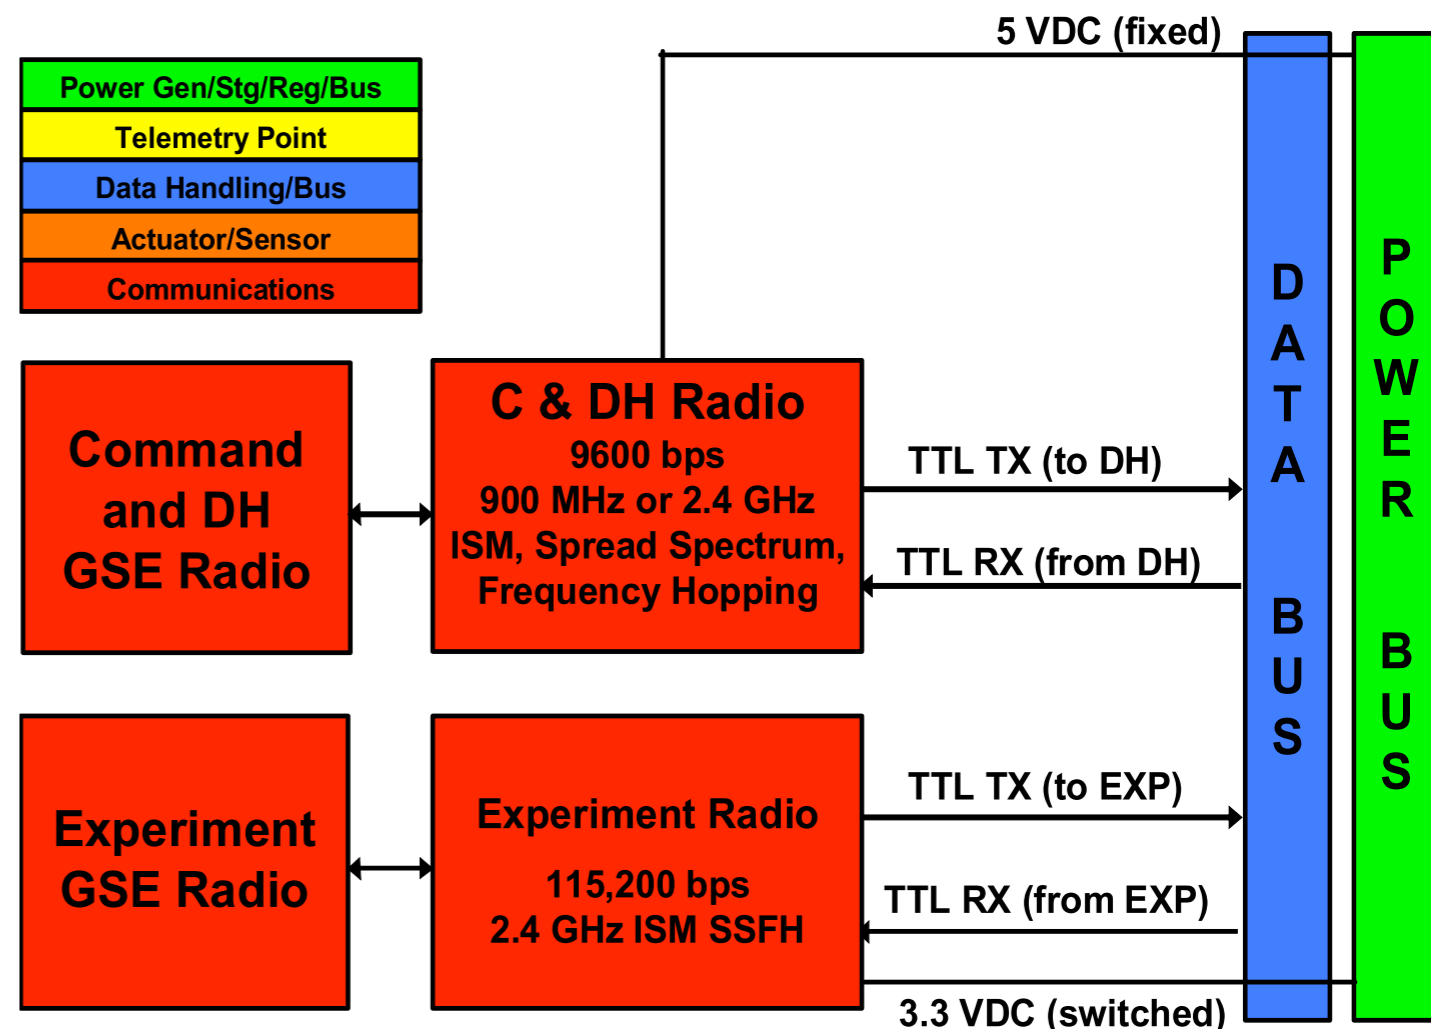 5 VDC (fixed)
Power Gen/Stg/Reg/Bus
Telemetry Point
Data Handling/Bus
Actuator/Sensor
Communications
Command
and DH
GSE Radio
C & DH Radio
9600 bps
900 MHz or 2.4 GHz
ISM, Spread Spectrum,
Frequency Hopping
TTL TX (to DH)
TTL RX (from DH)
Experiment
GSE Radio
Experiment Radio
115,200 bps
2.4 GHz ISM SSFH
TTL TX (to EXP)
TTL RX (from EXP)
3.3 VDC (switched)
DATA BUS
POWER BUS